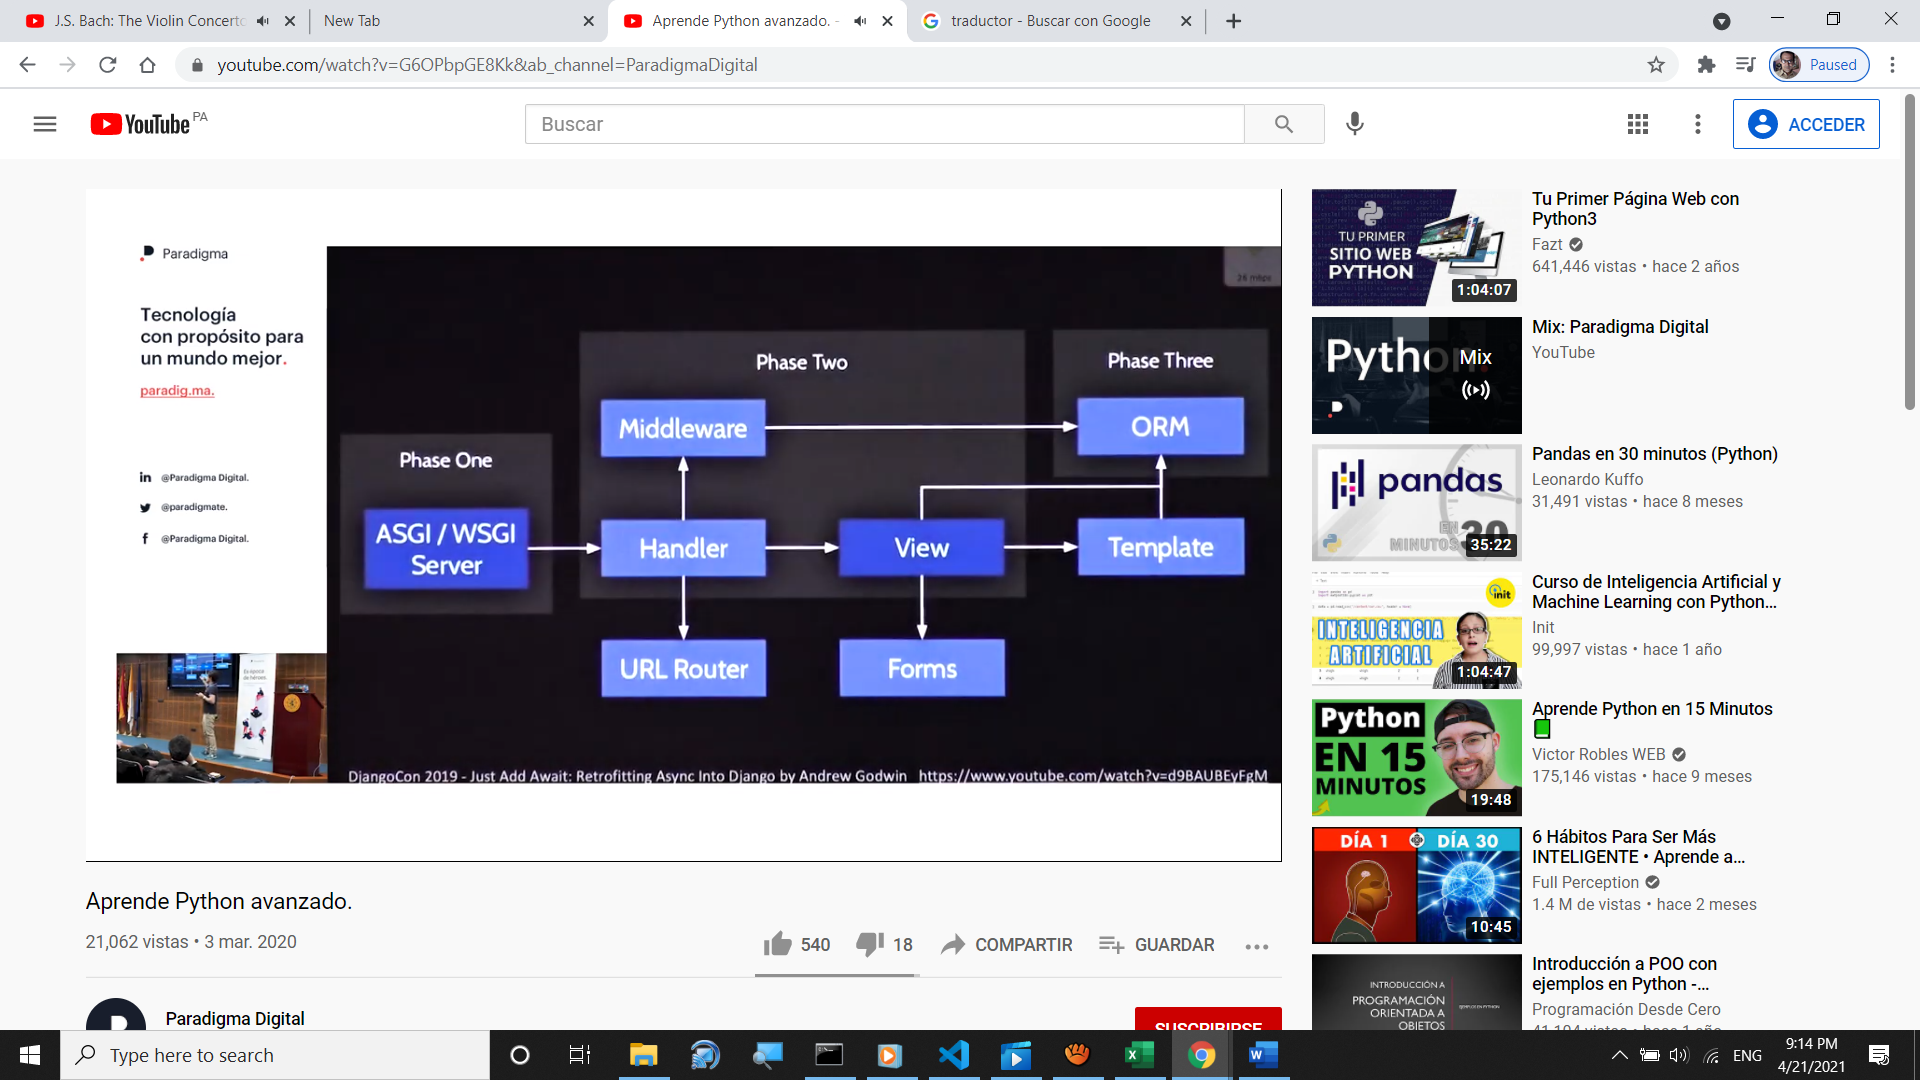 J.S. Bach: The Violin Concerto
New Tab
Aprende Python avanzado. -
traductor - Buscar con Google
youtube.com/watch?v=G6OPbpGE8Kk&ab_channel=ParadigmaDigital
Paused
YouTube PA
Buscar
ACCEDER
Paradigma
Tecnología
con propósito para
un mundo mejor.
paradig.ma.
@Paradigma Digital.
@paradigmate.
@Paradigma Digital.
Phase One
ASGI / WSGI
Server
Phase Two
Middleware
Handler
View
URL Router
Forms
Phase Three
ORM
Template
DjangoCon 2019 - Just Add Await: Retrofitting Async Into Django by Andrew Godwin https://www.youtube.com/watch?v=d9BAUBEyFgM
Aprende Python avanzado.
21,062 vistas • 3 mar. 2020
540
18
COMPARTIR
GUARDAR
Paradigma Digital
SUSCRIBIRSE
TU PRIMER
SITIO WEB
PYTHON
1:04:07
Tu Primer Página Web con
Python3
Fazt
641,446 vistas • hace 2 años
Python
Mix
Mix: Paradigma Digital
YouTube
pandas
EN 30
MINUTOS
35:22
Pandas en 30 minutos (Python)
Leonardo Kuffo
31,491 vistas • hace 8 meses
init
INTELIGENCIA
ARTIFICIAL
1:04:47
Curso de Inteligencia Artificial y
Machine Learning con Python...
Init
99,997 vistas • hace 1 año
Python
EN 15
MINUTOS
19:48
Aprende Python en 15 Minutos
Victor Robles WEB
175,146 vistas • hace 9 meses
DÍA 1
DÍA 30
10:45
6 Hábitos Para Ser Más
INTELIGENTE • Aprende a...
Full Perception
1.4 M de vistas • hace 2 meses
INTRODUCCIÓN A
PROGRAMACIÓN
ORIENTADA A
OBJETOS
Introducción a POO con
ejemplos en Python -...
Programación Desde Cero
Type here to search
ENG
9:14 PM
4/21/2021